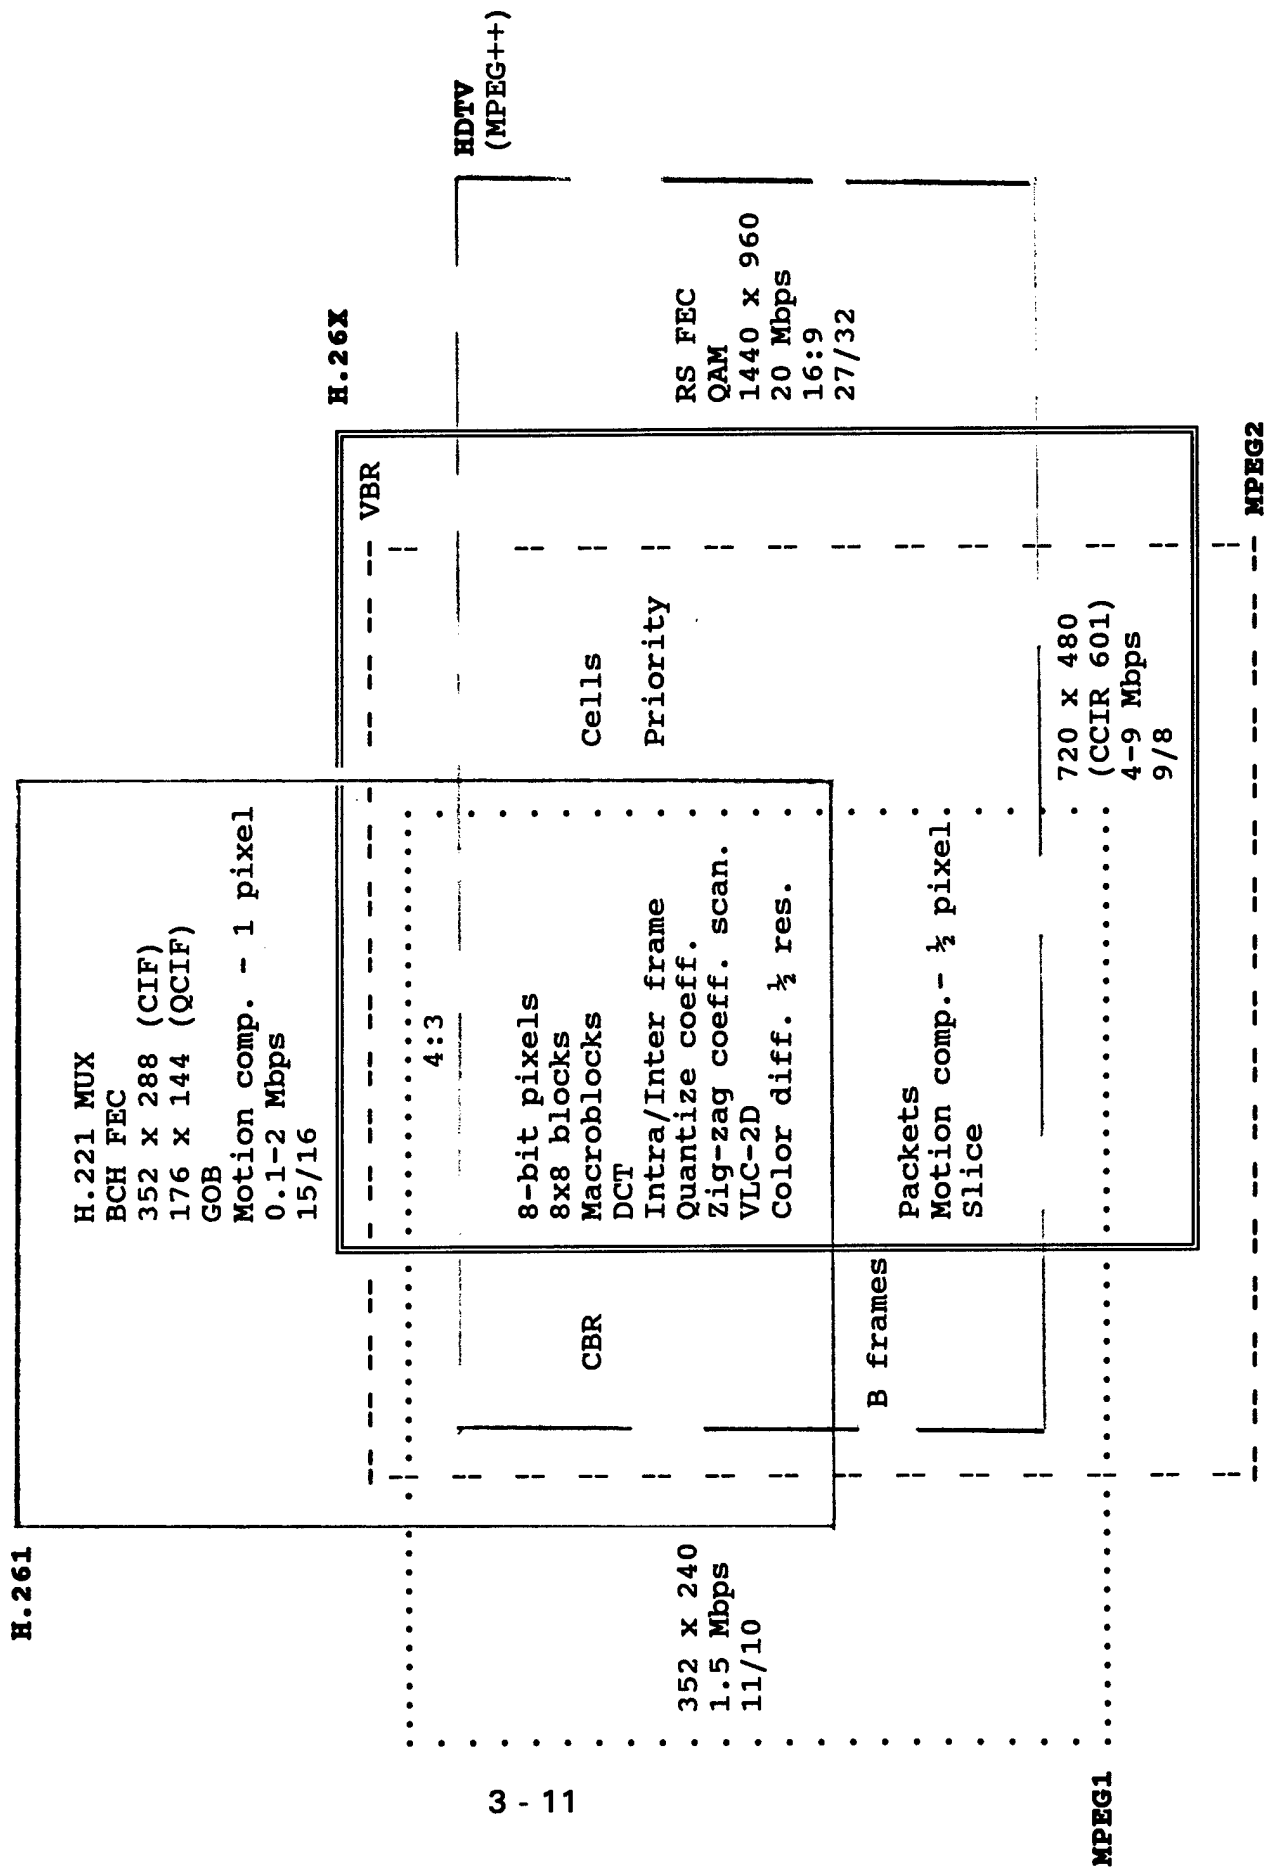 H.261
H.221 MUX
BCH FEC
352 x 288 (CIF)
176 x 144 (QCIF)
GOB
Motion comp. - 1 pixel
0.1-2 Mbps
15/16
H.26X
VBR
4:3
HDTV
(MPEG++)
8-bit pixels
8x8 blocks
Macroblocks
DCT
Intra/Inter frame
Quantize coeff.
Zig-zag coeff. scan.
VLC-2D
Color diff. ½ res.
CBR
Cells
Priority
RS FEC
QAM
1440 x 960
20 Mbps
16:9
27/32
352 x 240
1.5 Mbps
11/10
B frames
Packets
Motion comp.- ½ pixel
Slice
720 x 480
(CCIR 601)
4-9 Mbps
9/8
MPEG1
MPEG2
3 - 11